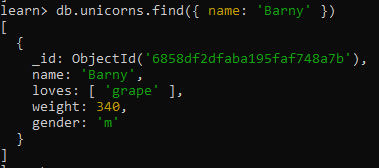 learn> db.unicorns.find({ name: 'Barny' })
[
  {
    _id: ObjectId('6858df2dfaba195faf748a7b'),
    name: 'Barny',
    loves: [ 'grape' ],
    weight: 340,
    gender: 'm'
  }
]